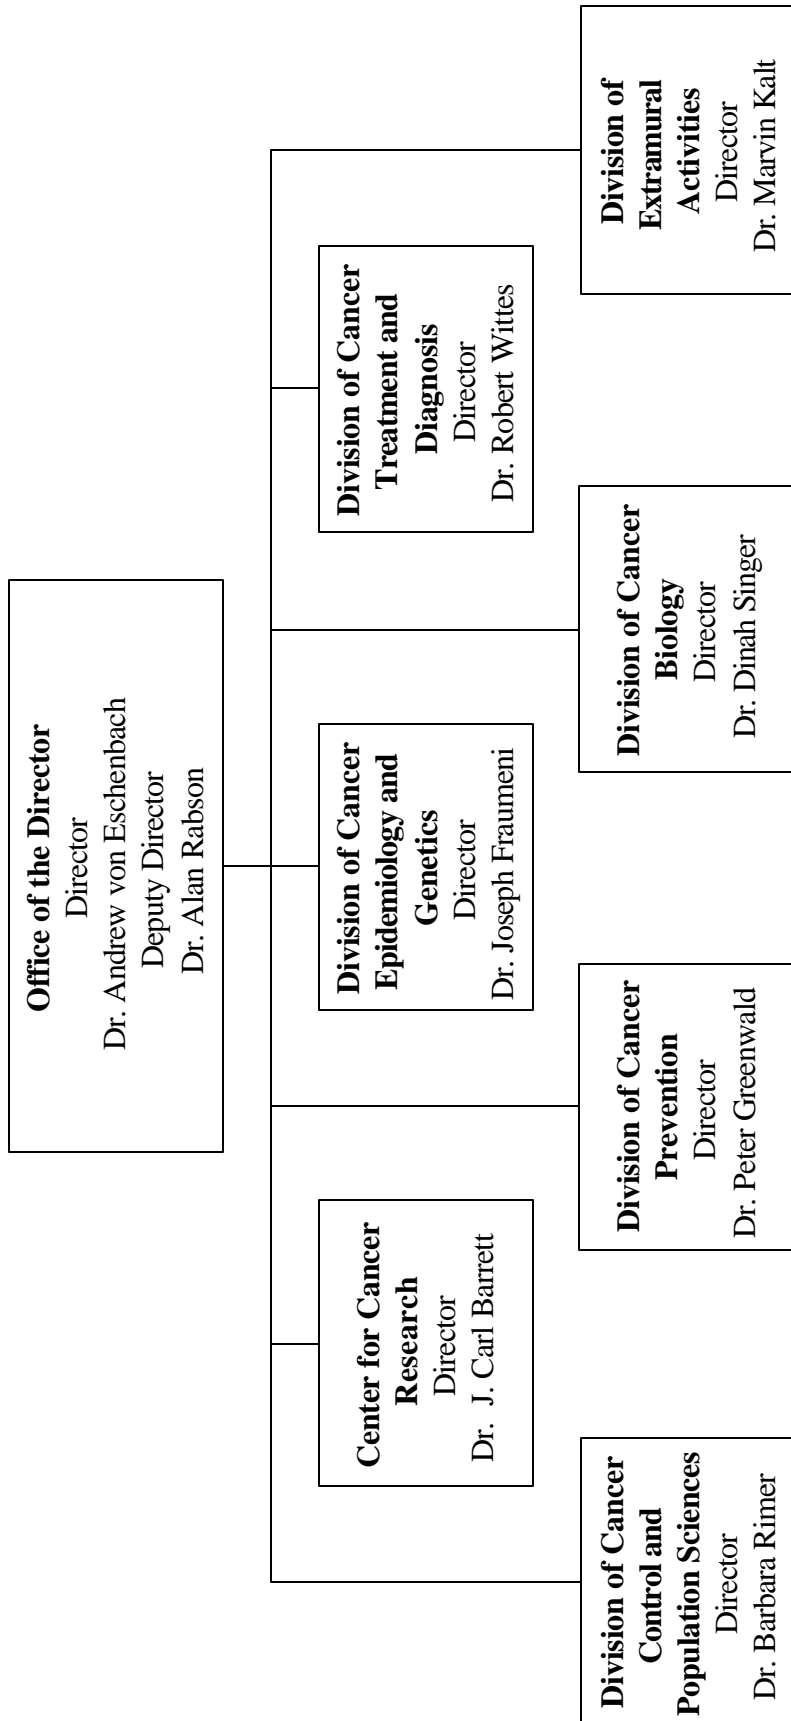 Office of the Director
Director
Dr. Andrew von Eschenbach
Deputy Director
Dr. Alan Rabson
Center for Cancer
Research
Director
Dr. J. Carl Barrett
Division of Cancer
Epidemiology and
Genetics
Director
Dr. Joseph Fraumeni
Division of Cancer
Treatment and
Diagnosis
Director
Dr. Robert Wittes
Division of Cancer
Control and
Population Sciences
Director
Dr. Barbara Rimer
Division of Cancer
Prevention
Director
Dr. Peter Greenwald
Division of Cancer
Biology
Director
Dr. Dinah Singer
Division of
Extramural
Activities
Director
Dr. Marvin Kalt